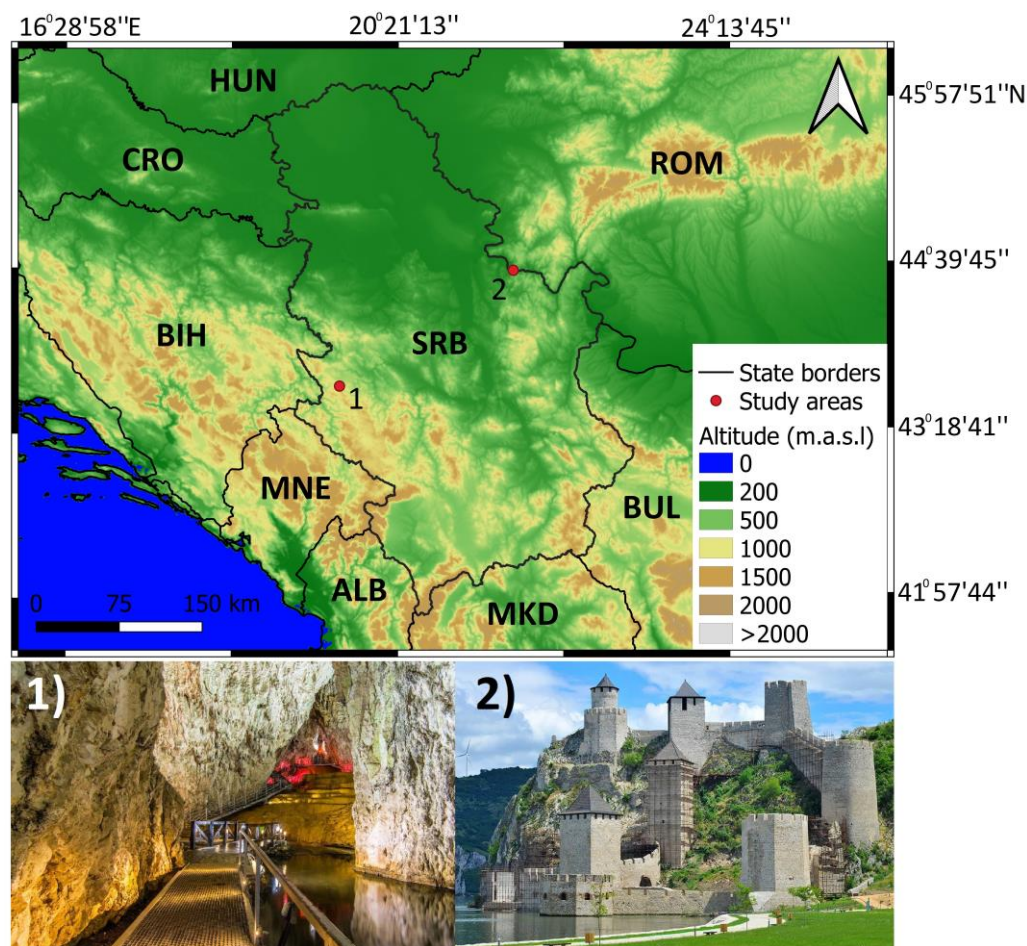 16°28'58''E 20°21'13'' 24°13'45''
HUN
45°57'51''N
CRO
ROM
44°39'45''
2
BIH
SRB
State borders
1
Study areas
43°18'41''
Altitude (m.a.s.l)
0
MNE
200
BUL
500
1000
1500
ALB
41°57'44''
0 75 150 km
MKD
2000
>2000
1) 2)